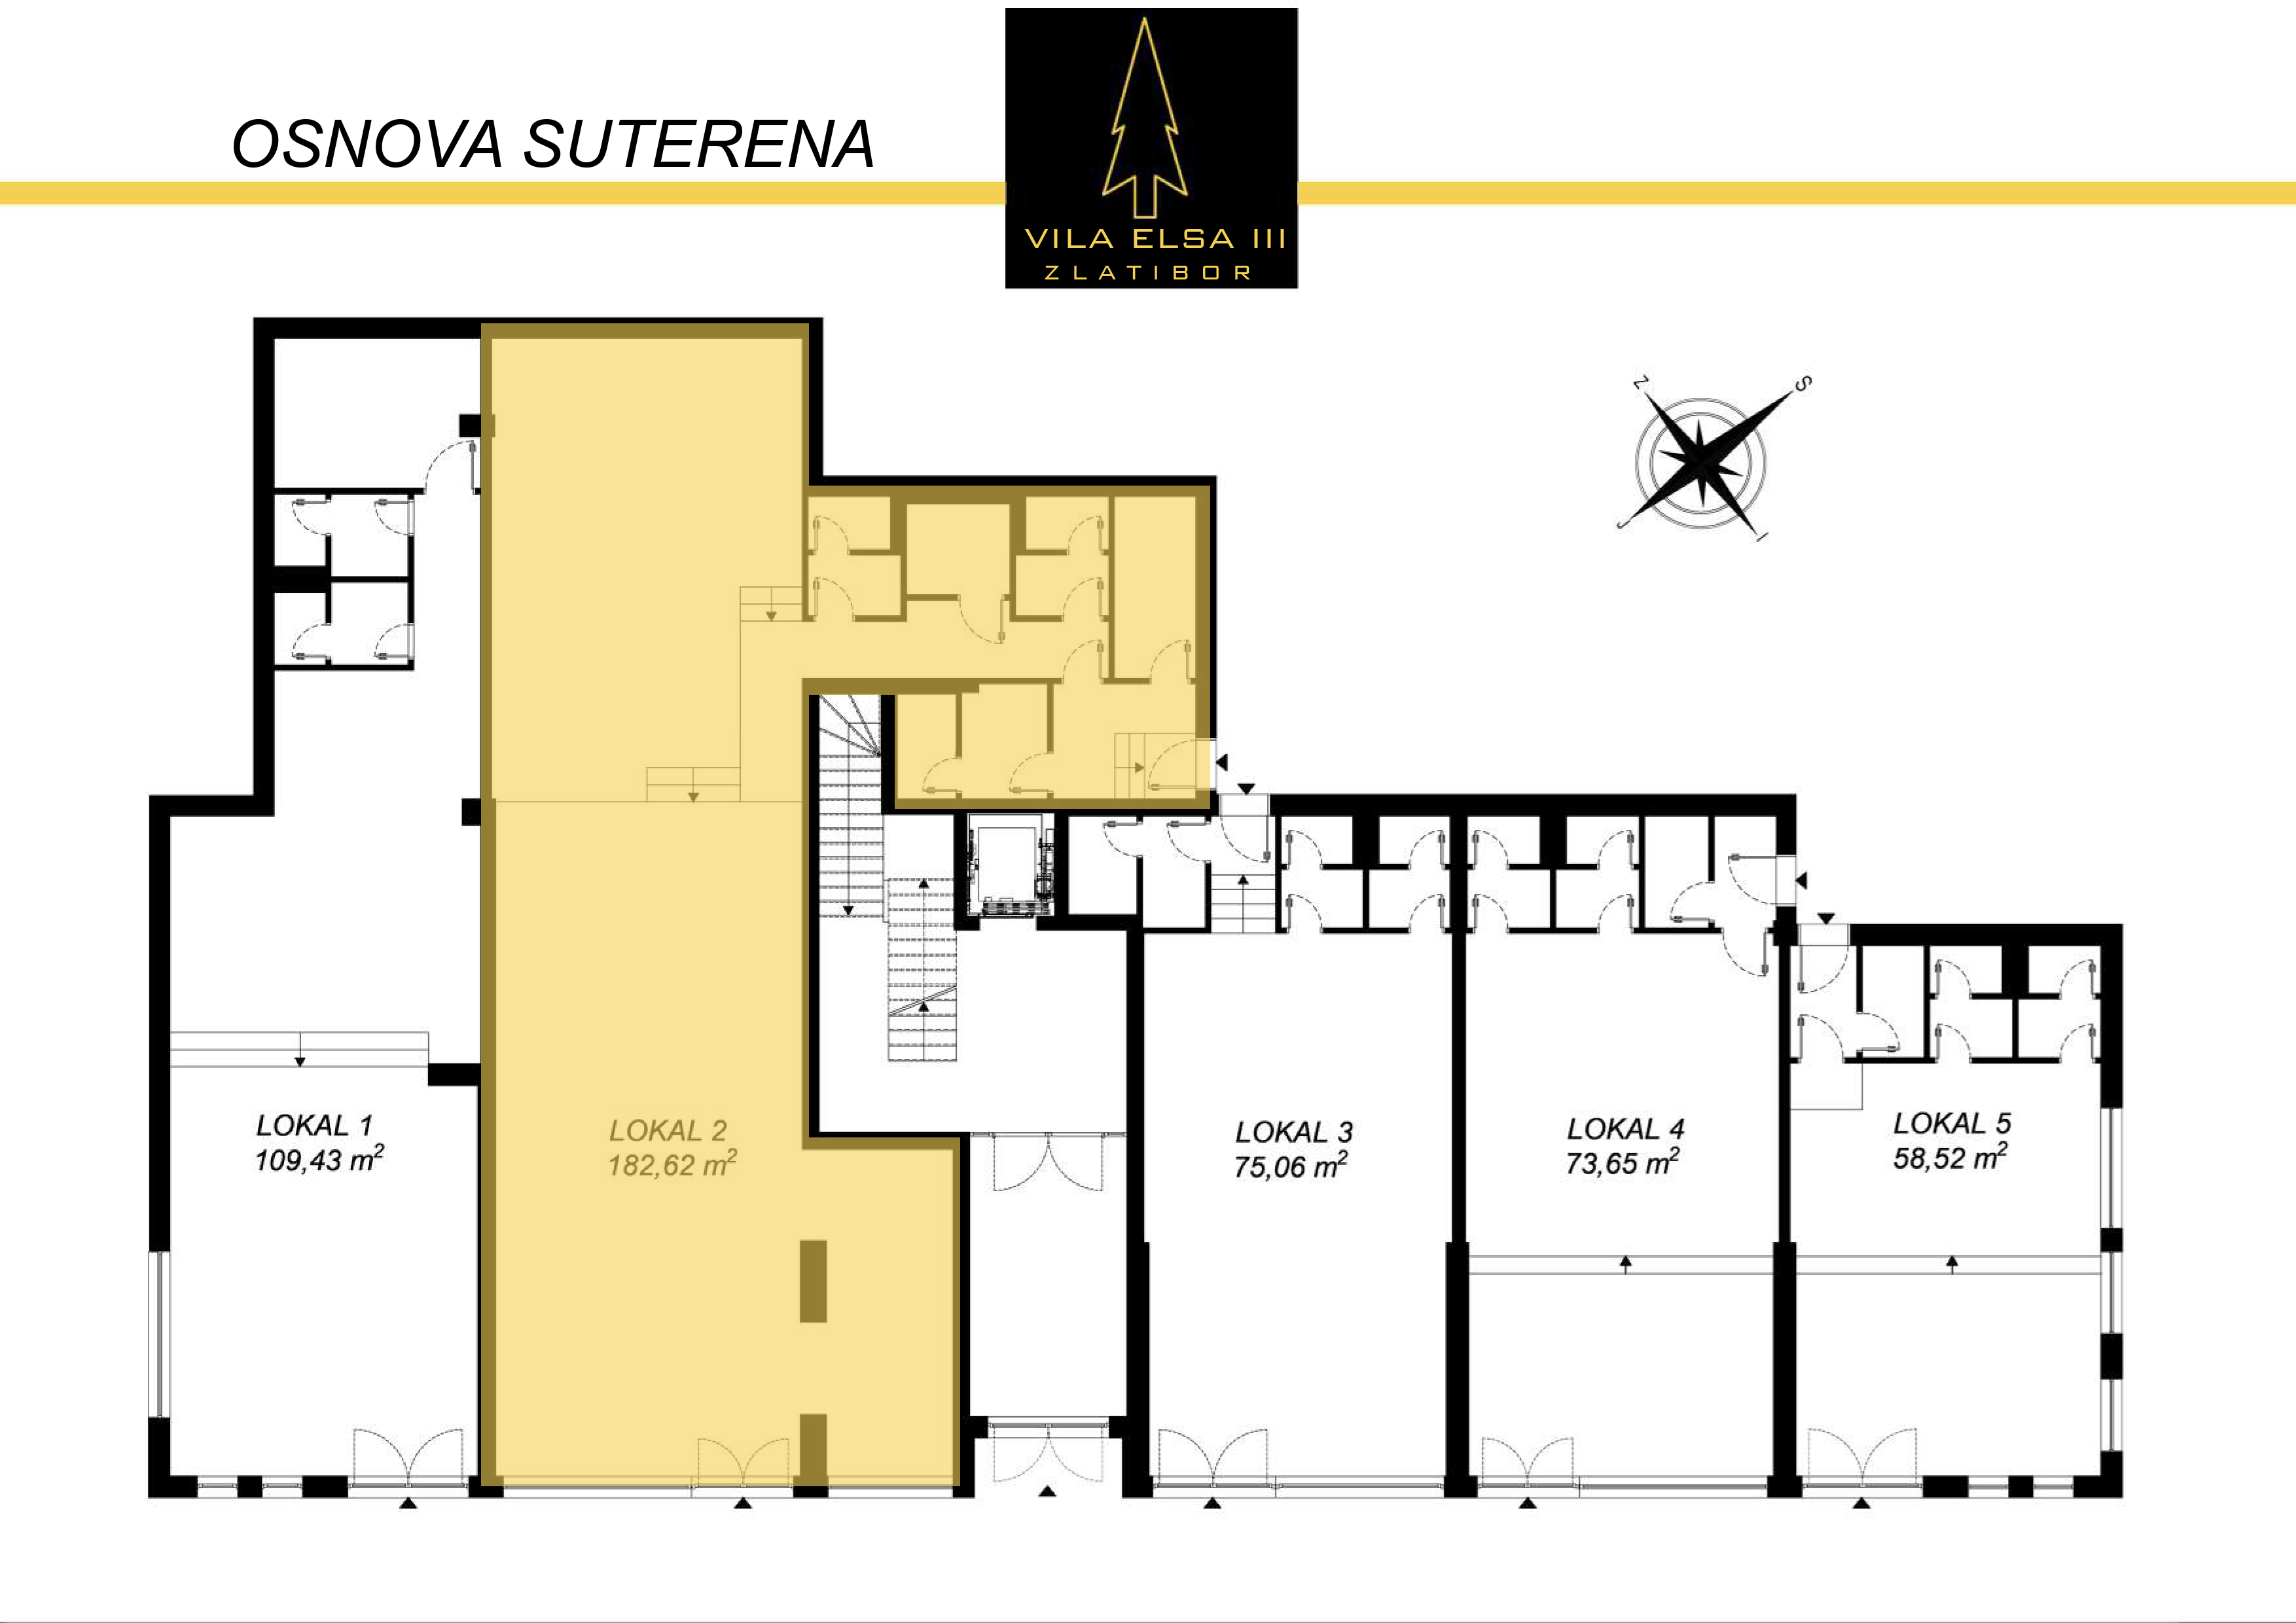 OSNOVA SUTERENA
VILA ELSA III
ZLATIBOR
Z
S
J
I
LOKAL 1
109,43 m²
LOKAL 2
182,62 m²
LOKAL 3
75,06 m²
LOKAL 4
73,65 m²
LOKAL 5
58,52 m²